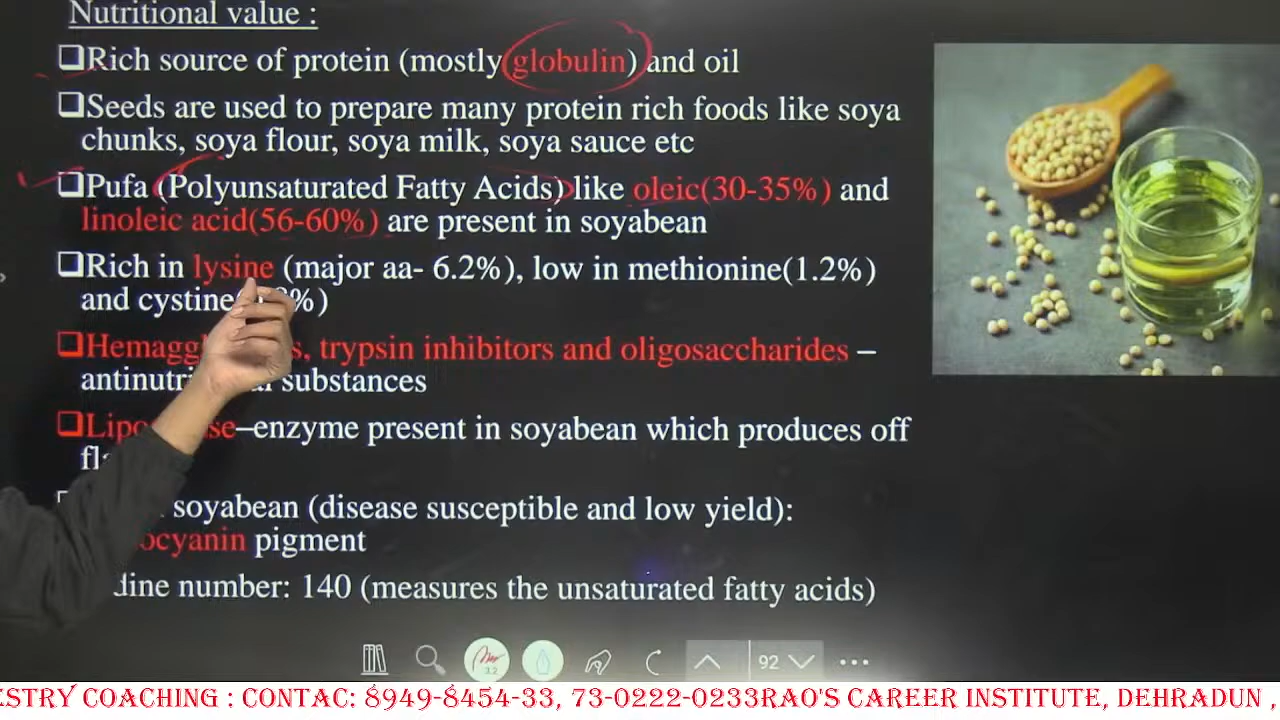 Nutritional value :
❑Rich source of protein (mostly globulin) and oil
❑Seeds are used to prepare many protein rich foods like soya
chunks, soya flour, soya milk, soya sauce etc
❑Pufa (Polyunsaturated Fatty Acids) like oleic(30-35%) and
linoleic acid(56-60%) are present in soyabean
❑Rich in lysine (major aa- 6.2%), low in methionine(1.2%)
and cystine( %)
❑ trypsin inhibitors and oligosaccharides –
substances
❑ –enzyme present in soyabean which produces off
soyabean (disease susceptible and low yield):
pigment
number: 140 (measures the unsaturated fatty acids)
3.2
92
ESTRY COACHING : CONTAC: 8949-8454-33, 73-0222-0233RAO'S CAREER INSTITUTE, DEHRADUN ,